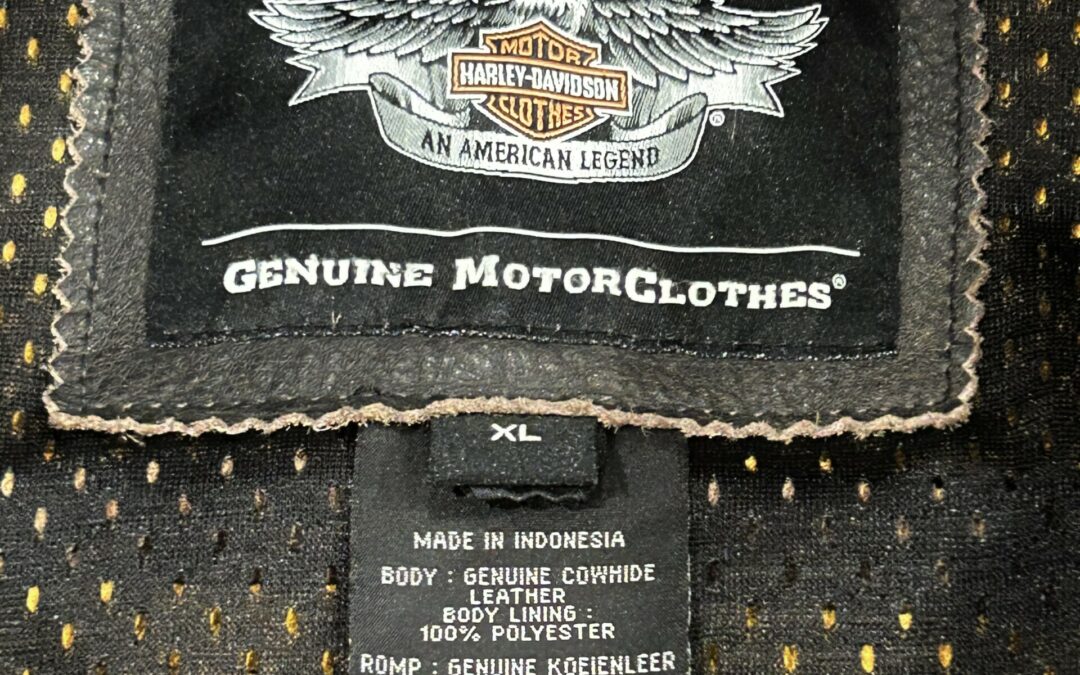 MOTOR
HARLEY-DAVIDSON
CLOTHES
®
AN AMERICAN LEGEND
GENUINE MOTORCLOTHES®
XL
MADE IN INDONESIA
BODY : GENUINE COWHIDE
LEATHER
BODY LINING :
100% POLYESTER
ROMP : GENUINE KOEIENLEER